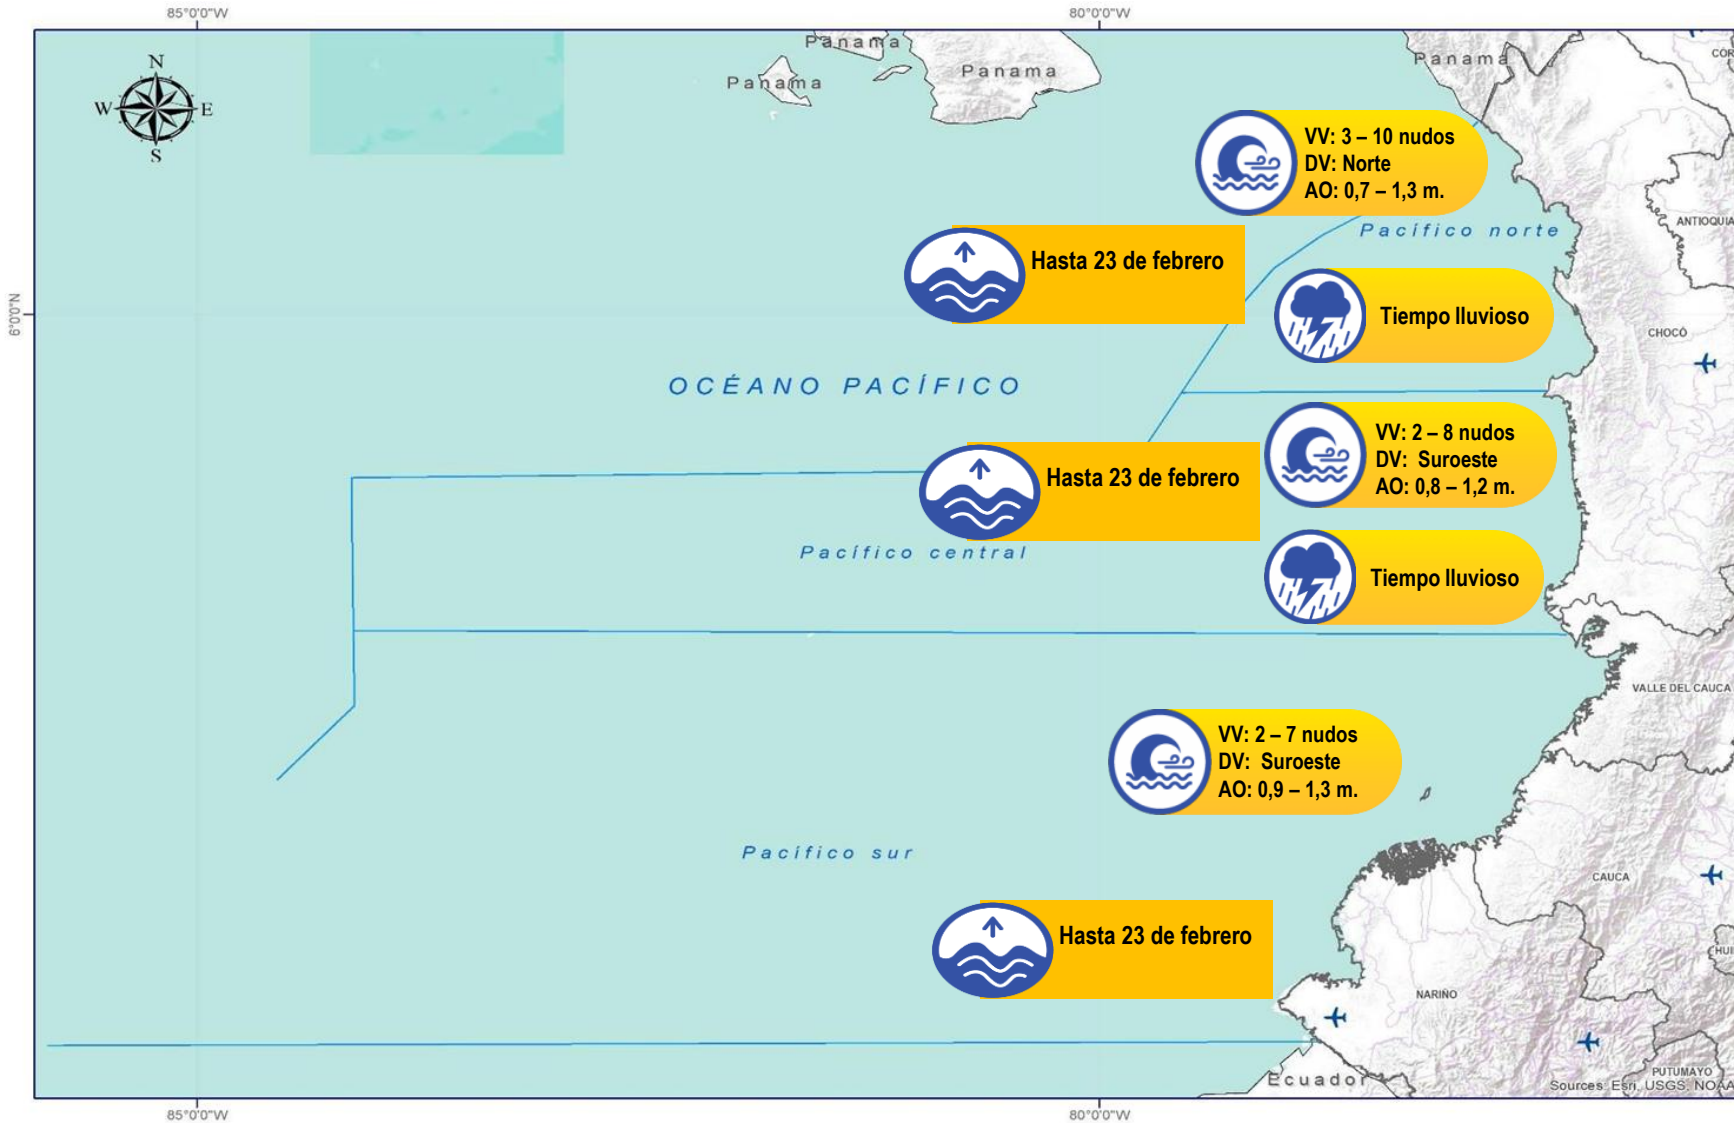 85°0'0"W
80°0'0"W
Panama
Panama
Panama
Panama
N
W
E
S
VV: 3 – 10 nudos
DV: Norte
AO: 0,7 – 1,3 m.
ANTIOQUIA
Pacífico norte
Hasta 23 de febrero
6°0'0"N
Tiempo lluvioso
CHOCÓ
OCÉANO PACÍFICO
VV: 2 – 8 nudos
DV: Suroeste
AO: 0,8 – 1,2 m.
Hasta 23 de febrero
Pacífico central
Tiempo lluvioso
VALLE DEL CAUCA
VV: 2 – 7 nudos
DV: Suroeste
AO: 0,9 – 1,3 m.
Pacífico sur
CAUCA
Hasta 23 de febrero
HUI
NARIÑO
PUTUMAYO
Ecuador
Sources: Esri, USGS, NOAA
85°0'0"W
80°0'0"W